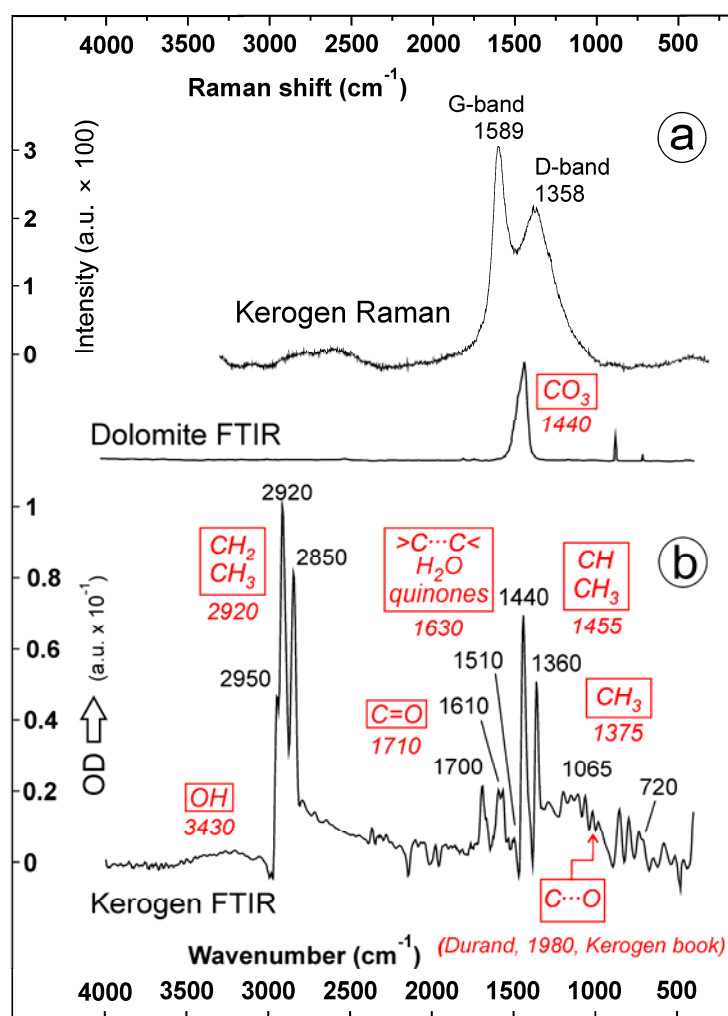 4000 3500 3000 2500 2000 1500 1000 500
Raman shift (cm-1)
G-band
1589
a
D-band
1358
Intensity (a.u. × 100)
3
2
1
0
Kerogen Raman
CO3
1440
Dolomite FTIR
2920
b
CH2
CH3
2920
2850
>C···C<
H2O
quinones
1630
1440
CH
CH3
1455
2950
1510
1610
1360
C=O
1710
CH3
1375
1700
1065
720
OH
3430
OD (a.u. x 10-1)
1
0.8
0.6
0.4
0.2
0
Kerogen FTIR
C···O
(Durand, 1980, Kerogen book)
Wavenumber (cm-1)
4000 3500 3000 2500 2000 1500 1000 500